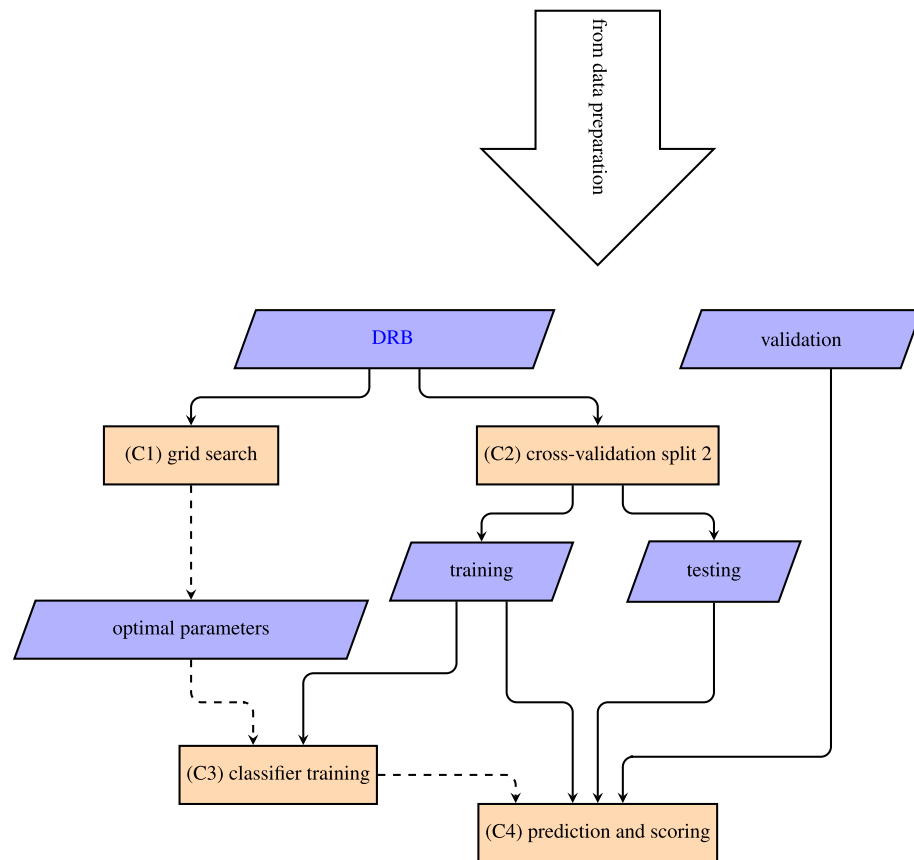 from data preparation
DRB
validation
(C1) grid search
(C2) cross-validation split 2
training
testing
optimal parameters
(C3) classifier training
(C4) prediction and scoring